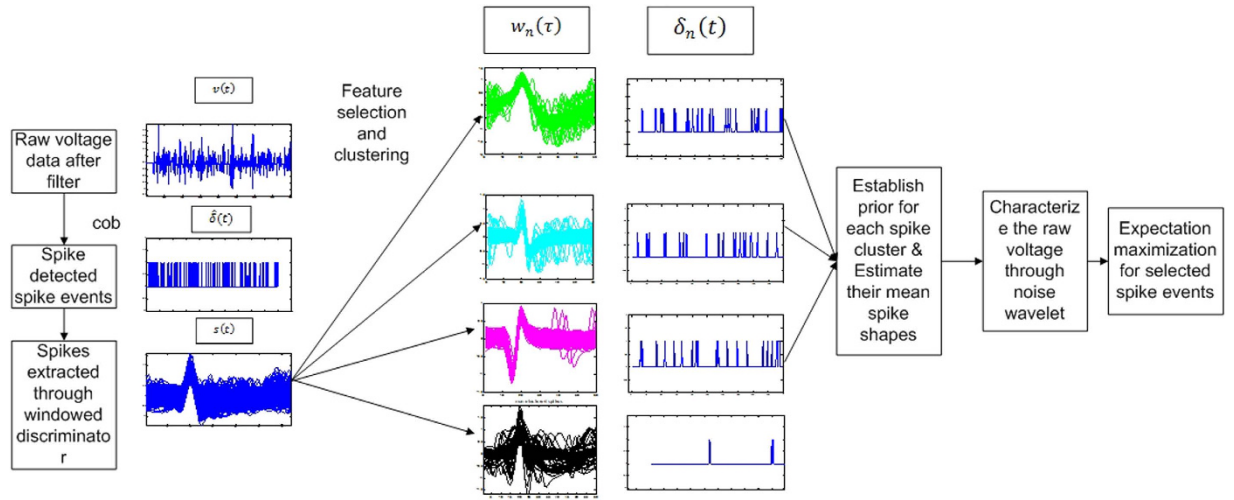 Raw voltage
data after
filter
cob
Spike
detected
spike events
Spikes
extracted
through
windowed
discriminato
r
v(t)
δ̂(t)
s(t)
Feature
selection
and
clustering
wₙ(τ)
δₙ(t)
Establish
prior for
each spike
cluster &
Estimate
their mean
spike
shapes
Characteriz
e the raw
voltage
through
noise
wavelet
Expectation
maximization
for selected
spike events